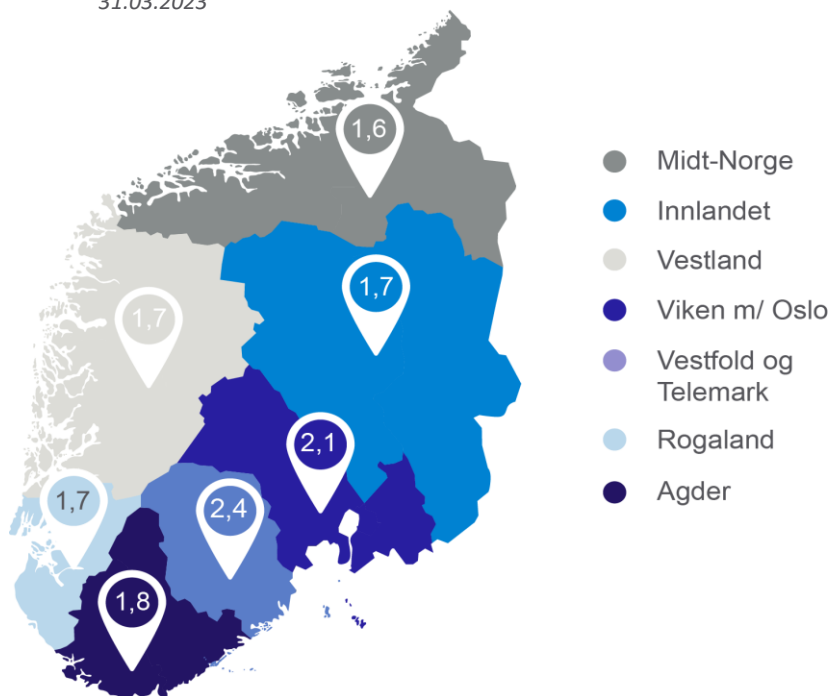 31.03.2023
1,6
1,7
1,7
2,1
1,7
2,4
1,8
Midt-Norge
Innlandet
Vestland
Viken m/ Oslo
Vestfold og
Telemark
Rogaland
Agder